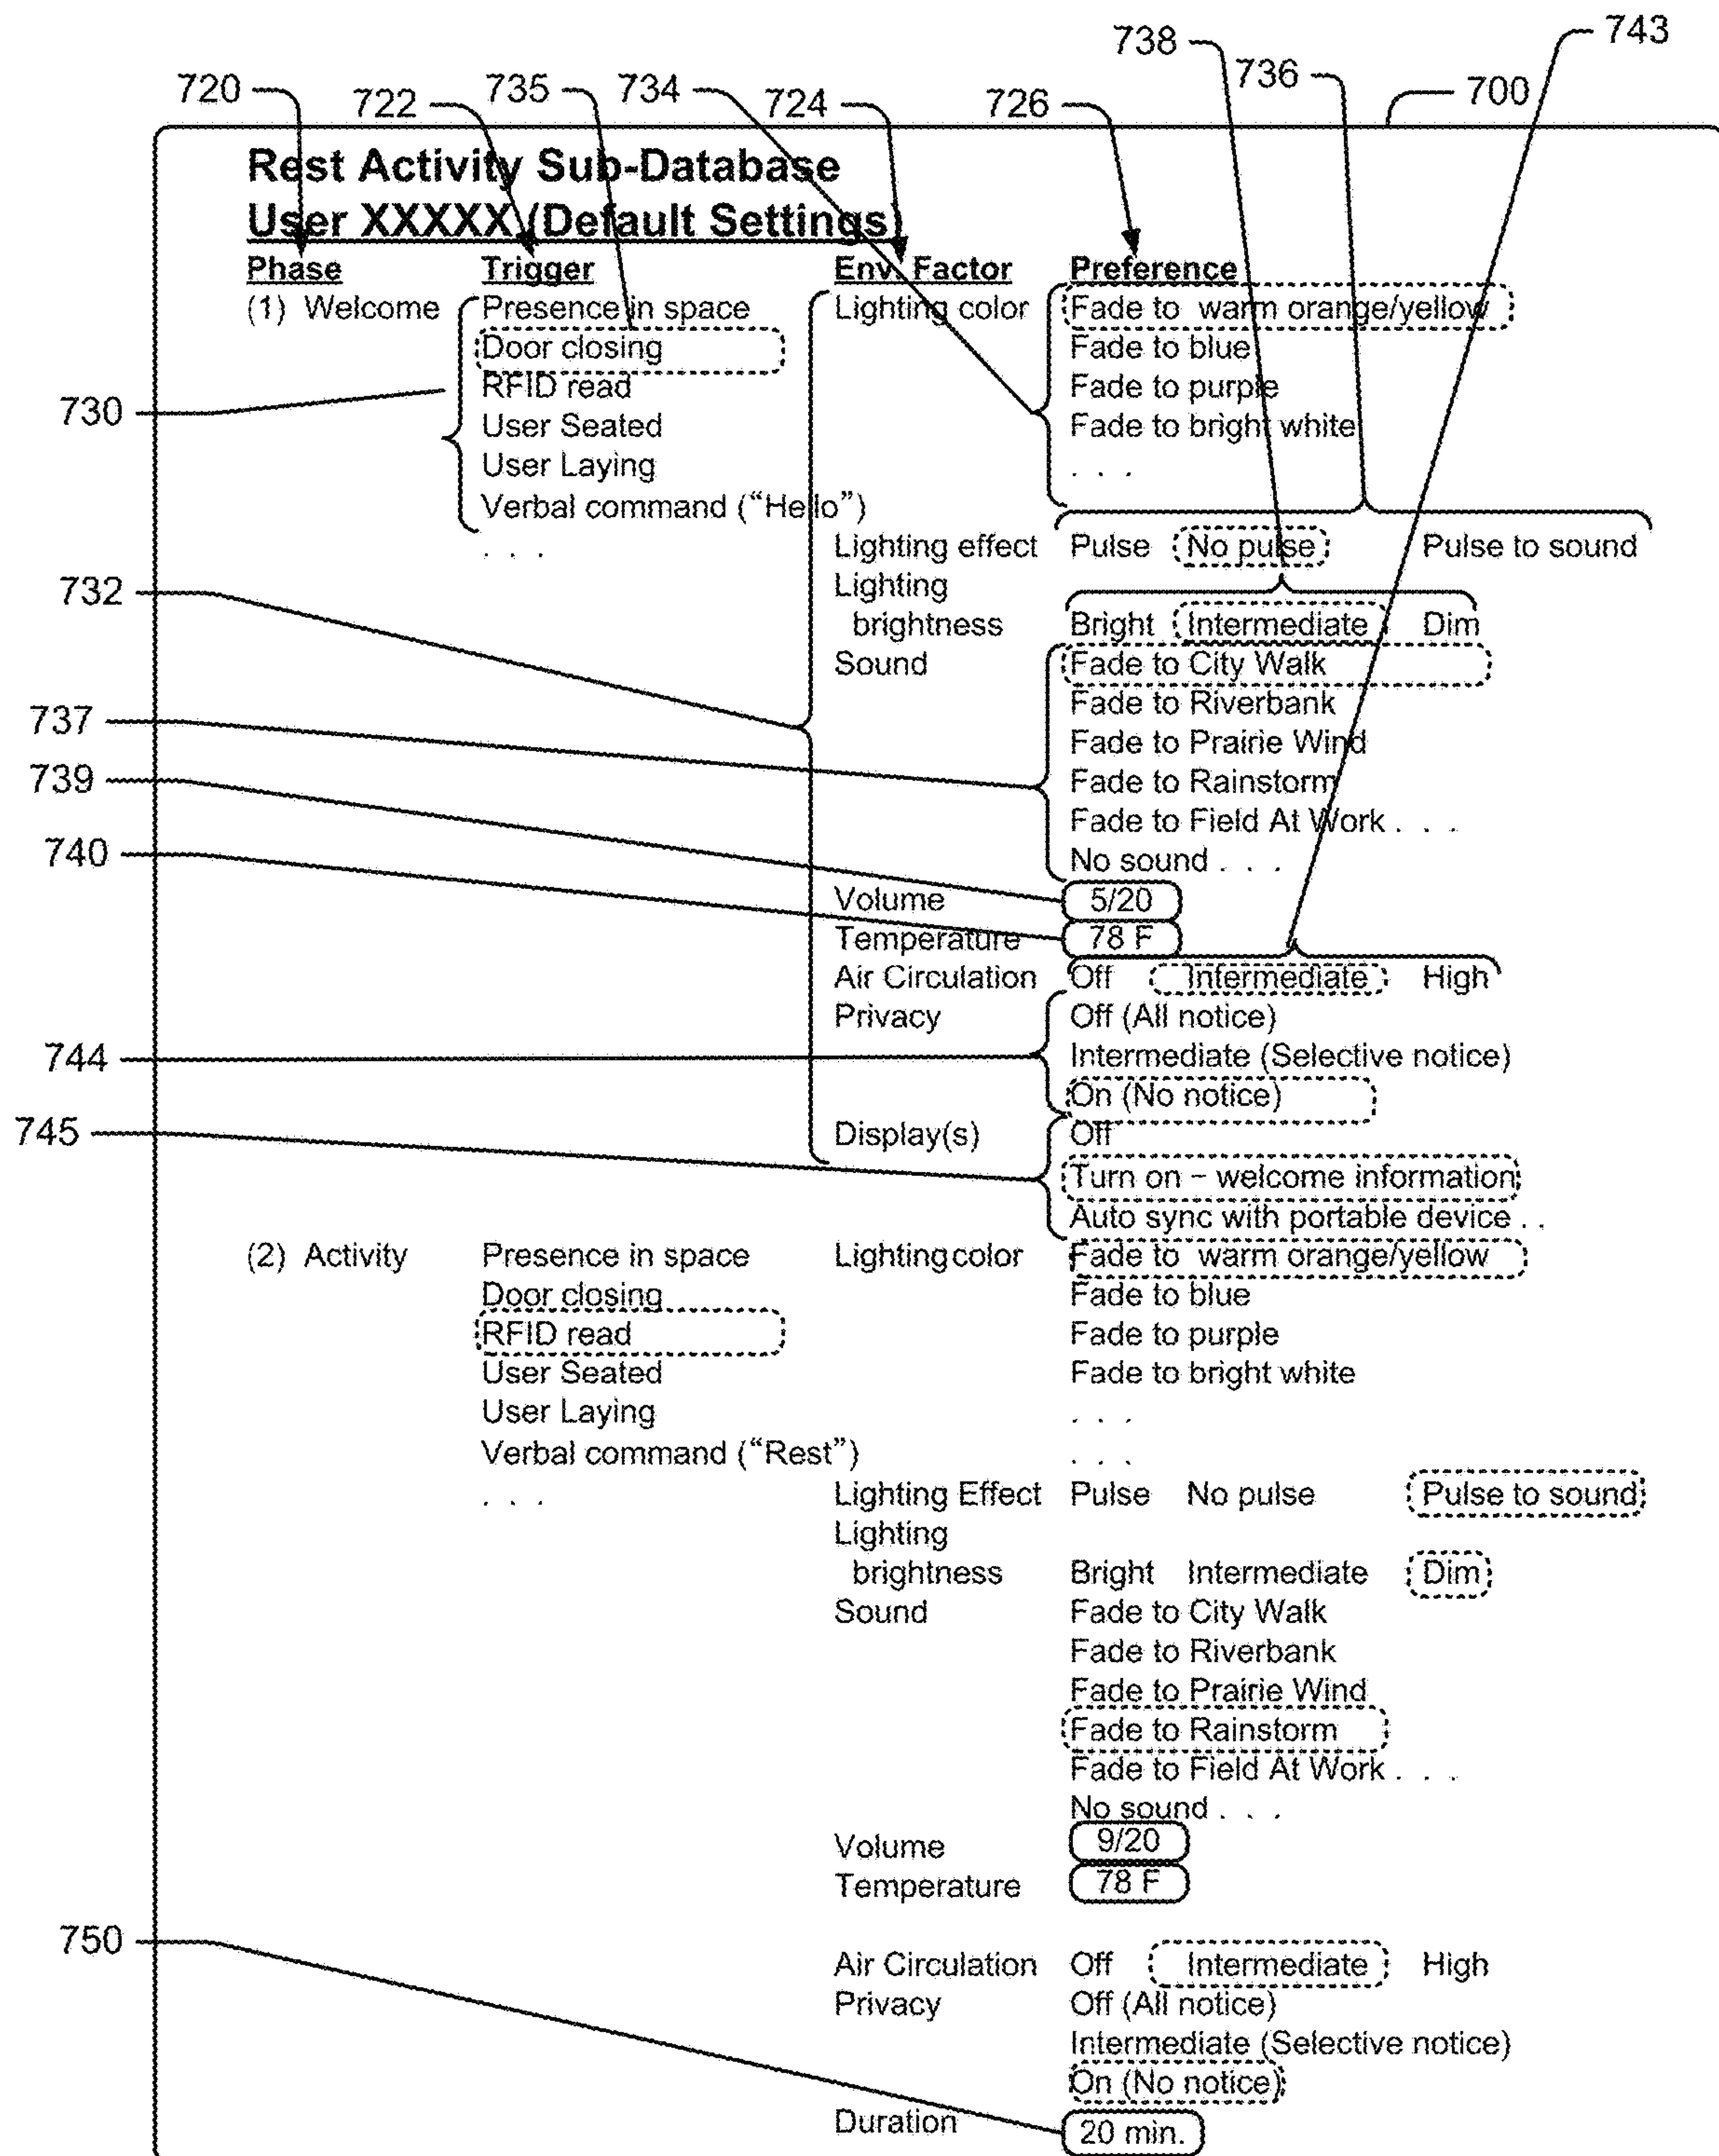 738 743
736
720 722 735 734 724 726 700
Rest Activity Sub-Database
User XXXXX (Default Settings)
Phase Trigger Env. Factor Preference
(1) Welcome Presence in space Lighting color Fade to warm orange/yellow
Door closing Fade to blue
RFID read Fade to purple
730
User Seated Fade to bright white
User Laying . . .
Verbal command ("Hello")
. . . Lighting effect Pulse No pulse Pulse to sound
732 Lighting
brightness Bright Intermediate Dim
Sound Fade to City Walk
Fade to Riverbank
737
Fade to Prairie Wind
739 Fade to Rainstorm
Fade to Field At Work . . .
740 No sound . . .
Volume 5/20
Temperature 78 F
Air Circulation Off Intermediate High
Privacy Off (All notice)
744 Intermediate (Selective notice)
On (No notice)
745 Display(s) Off
Turn on – welcome information
Auto sync with portable device . .
(2) Activity Presence in space Lighting color Fade to warm orange/yellow
Door closing Fade to blue
RFID read Fade to purple
User Seated Fade to bright white
User Laying . . .
Verbal command ("Rest") . . .
. . . Lighting Effect Pulse No pulse Pulse to sound
Lighting
brightness Bright Intermediate Dim
Sound Fade to City Walk
Fade to Riverbank
Fade to Prairie Wind
Fade to Rainstorm
Fade to Field At Work . . .
No sound . . .
Volume 9/20
Temperature 78 F
750
Air Circulation Off Intermediate High
Privacy Off (All notice)
Intermediate (Selective notice)
On (No notice)
Duration 20 min.